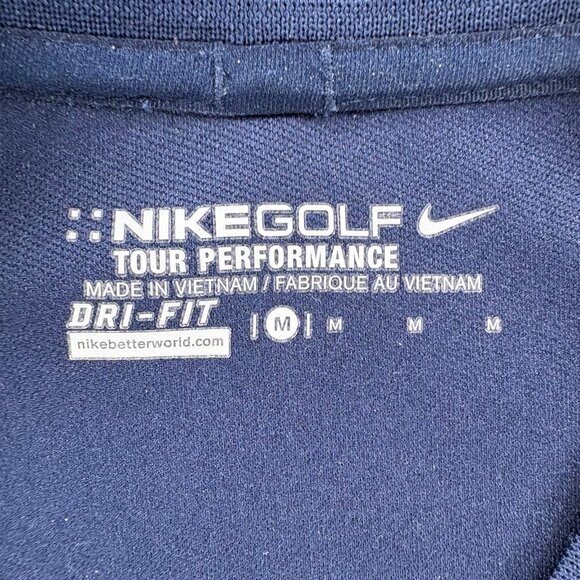 NIKEGOLF
TOUR PERFORMANCE
MADE IN VIETNAM / FABRIQUE AU VIETNAM
DRI-FIT | M | M M M
nikebetterworld.com